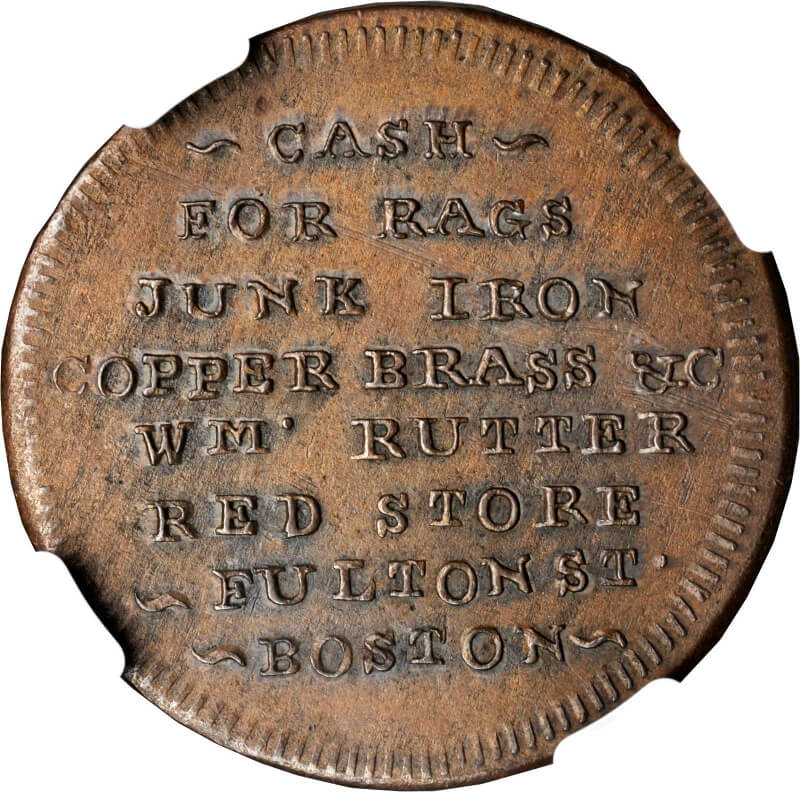 ~ CASH ~
FOR RAGS
JUNK IRON
COPPER BRASS &C
WM. RUTTER
RED STORE
~ FULTON ST.
~ BOSTON ~